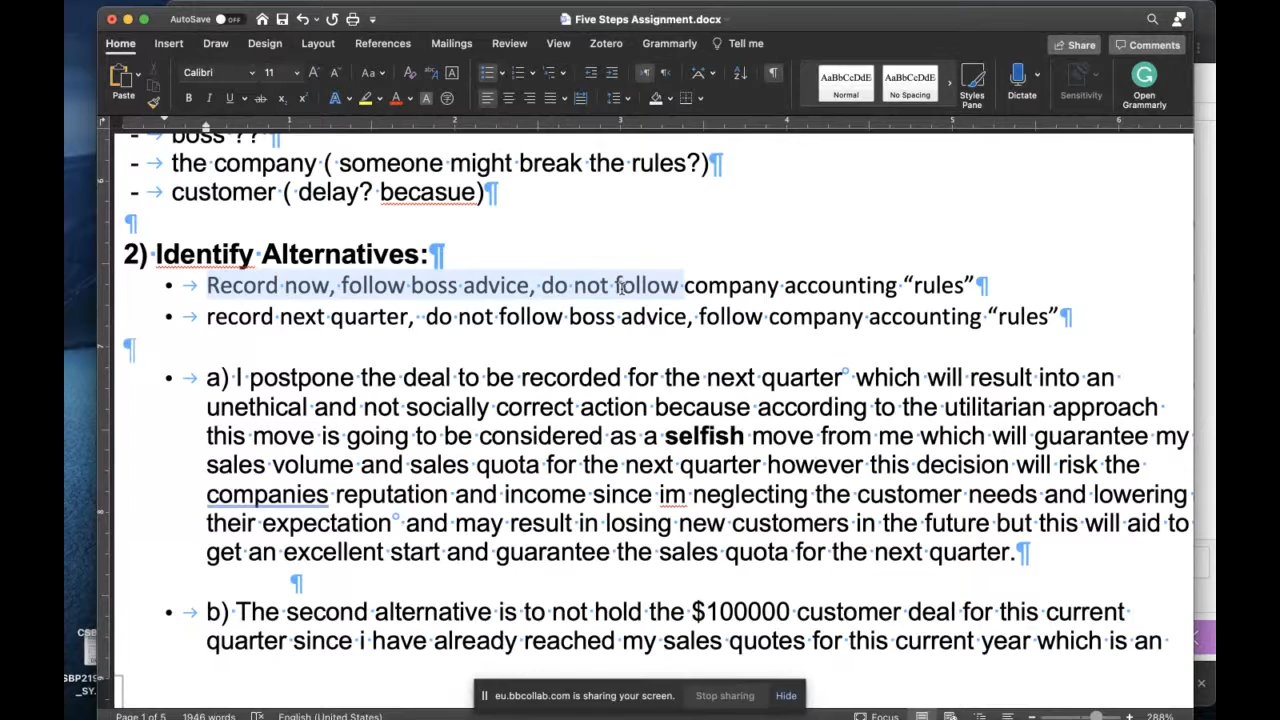 AutoSave OFF Five Steps Assignment.docx
Home Insert Draw Design Layout References Mailings Review View Zotero Grammarly Tell me Share Comments
Paste Calibri 11 AaBbCcDdEe Normal AaBbCcDdEe No Spacing Styles Pane Dictate Sensitivity Open Grammarly
1 2 3 4 5 6
- boss ??
- the company ( someone might break the rules?)
- customer ( delay? becasue)
2) Identify Alternatives:
• Record now, follow boss advice, do not follow company accounting “rules”
• record next quarter, do not follow boss advice, follow company accounting “rules”
• a) I postpone the deal to be recorded for the next quarter which will result into an
unethical and not socially correct action because according to the utilitarian approach
this move is going to be considered as a selfish move from me which will guarantee my
sales volume and sales quota for the next quarter however this decision will risk the
companies reputation and income since im neglecting the customer needs and lowering
their expectation and may result in losing new customers in the future but this will aid to
get an excellent start and guarantee the sales quota for the next quarter.
• b) The second alternative is to not hold the $100000 customer deal for this current
quarter since i have already reached my sales quotes for this current year which is an
eu.bbcollab.com is sharing your screen. Stop sharing Hide
Page 1 of 5 1946 words English (United States) Focus 288%